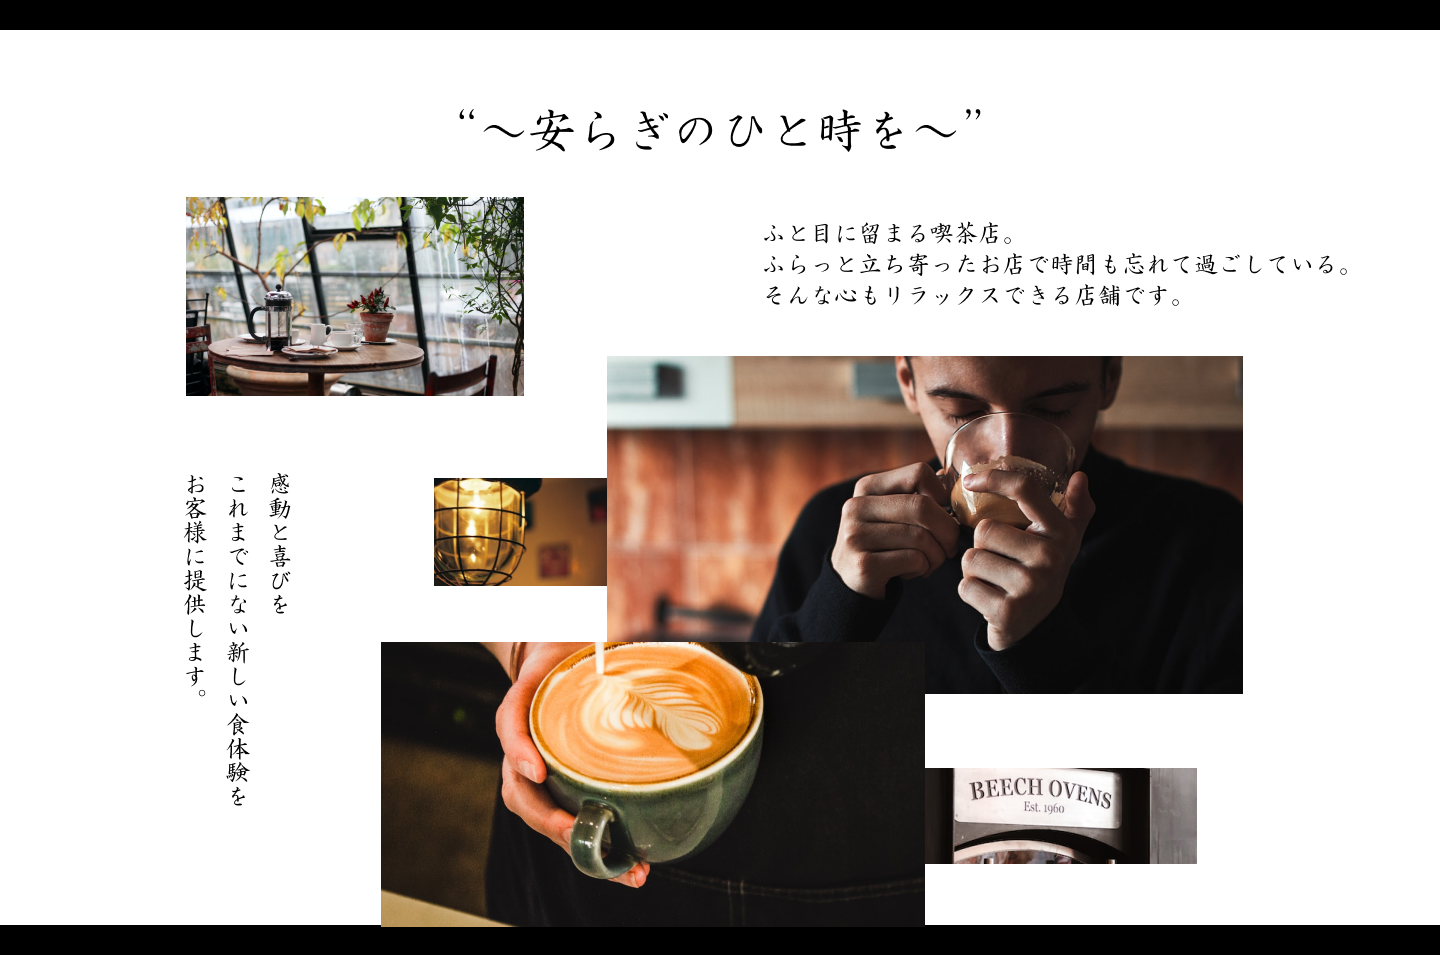 “～安らぎのひと時を～”
ふと目に留まる喫茶店。
ふらっと立ち寄ったお店で時間も忘れて過ごしている。
そんな心もリラックスできる店舗です。
感動と喜びを
これまでにない新しい食体験を
お客様に提供します。
BEECH OVENS
Est. 1960